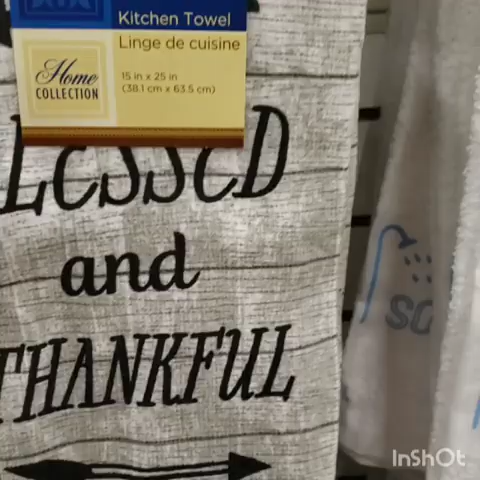 Kitchen Towel
Linge de cuisine
Home
COLLECTION
15 in x 25 in
(38.1 cm x 63.5 cm)
LESSED
and
THANKFUL
SC
InShOt